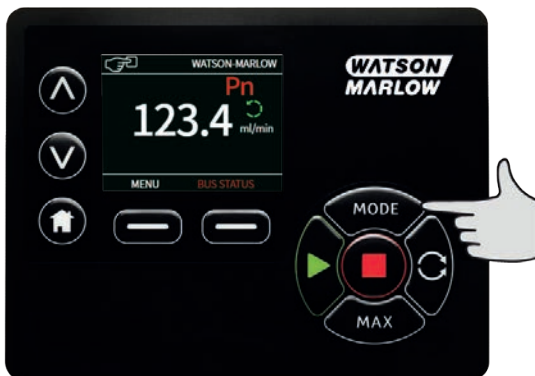 WATSON-MARLOW
Pn
123.4 ml/min
MENU BUS STATUS
WATSON
MARLOW
MODE
MAX